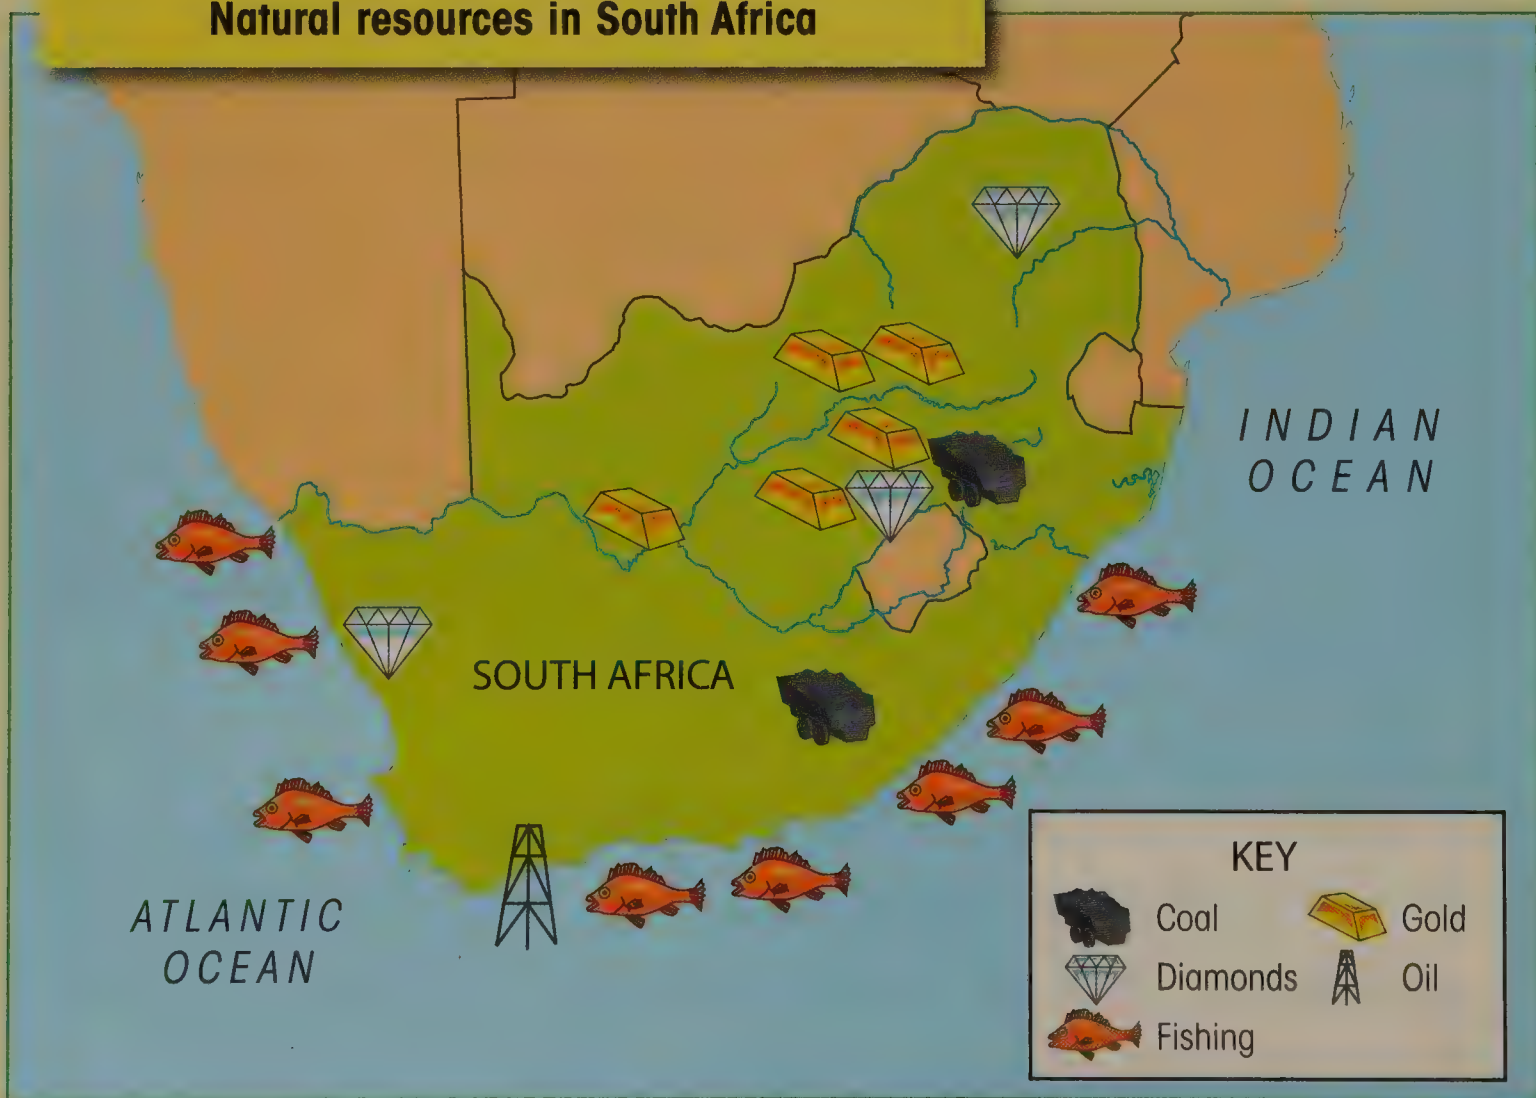 Natural resources in South Africa
INDIAN
OCEAN
SOUTH AFRICA
ATLANTIC
OCEAN
KEY
Coal
Gold
Diamonds
Oil
Fishing